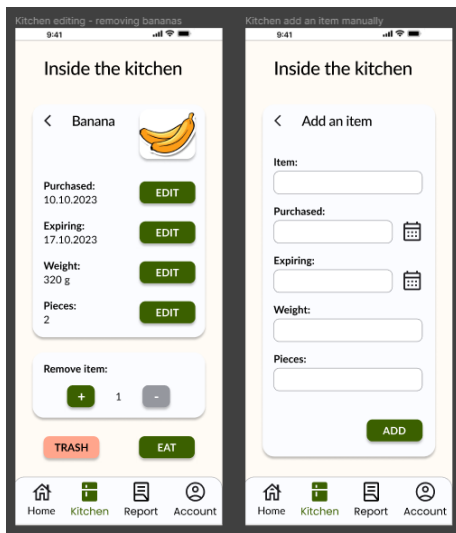 Kitchen editing - removing bananas
9:41
Inside the kitchen
Banana
Purchased:
10.10.2023
EDIT
Expiring:
17.10.2023
EDIT
Weight:
320 g
EDIT
Pieces:
2
EDIT
Remove item:
+ 1 -
TRASH EAT
Home Kitchen Report Account
Kitchen add an item manually
9:41
Inside the kitchen
Add an item
Item:
Purchased:
Expiring:
Weight:
Pieces:
ADD
Home Kitchen Report Account